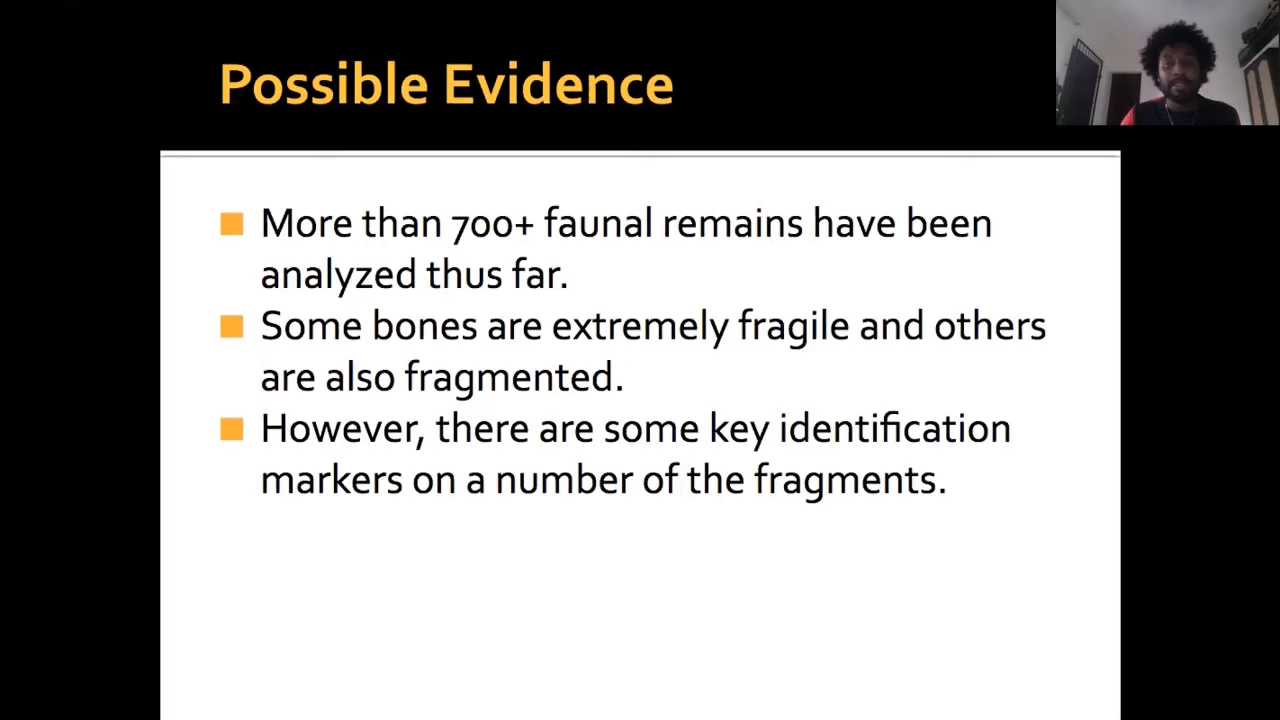 Possible Evidence
More than 700+ faunal remains have been
analyzed thus far.
Some bones are extremely fragile and others
are also fragmented.
However, there are some key identification
markers on a number of the fragments.